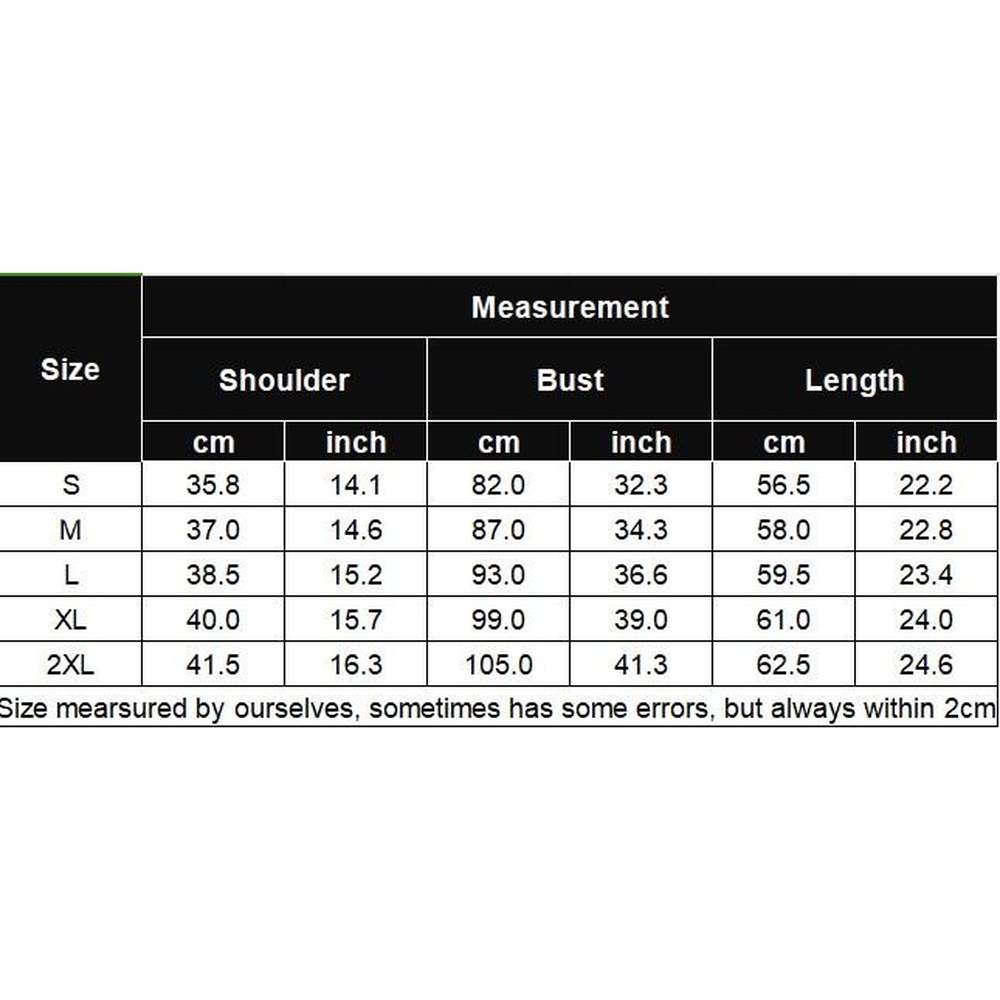 Measurement
Size
Shoulder Bust Length
cm inch cm inch cm inch
S 35.8 14.1 82.0 32.3 56.5 22.2
M 37.0 14.6 87.0 34.3 58.0 22.8
L 38.5 15.2 93.0 36.6 59.5 23.4
XL 40.0 15.7 99.0 39.0 61.0 24.0
2XL 41.5 16.3 105.0 41.3 62.5 24.6
Size mearsured by ourselves, sometimes has some errors, but always within 2cm